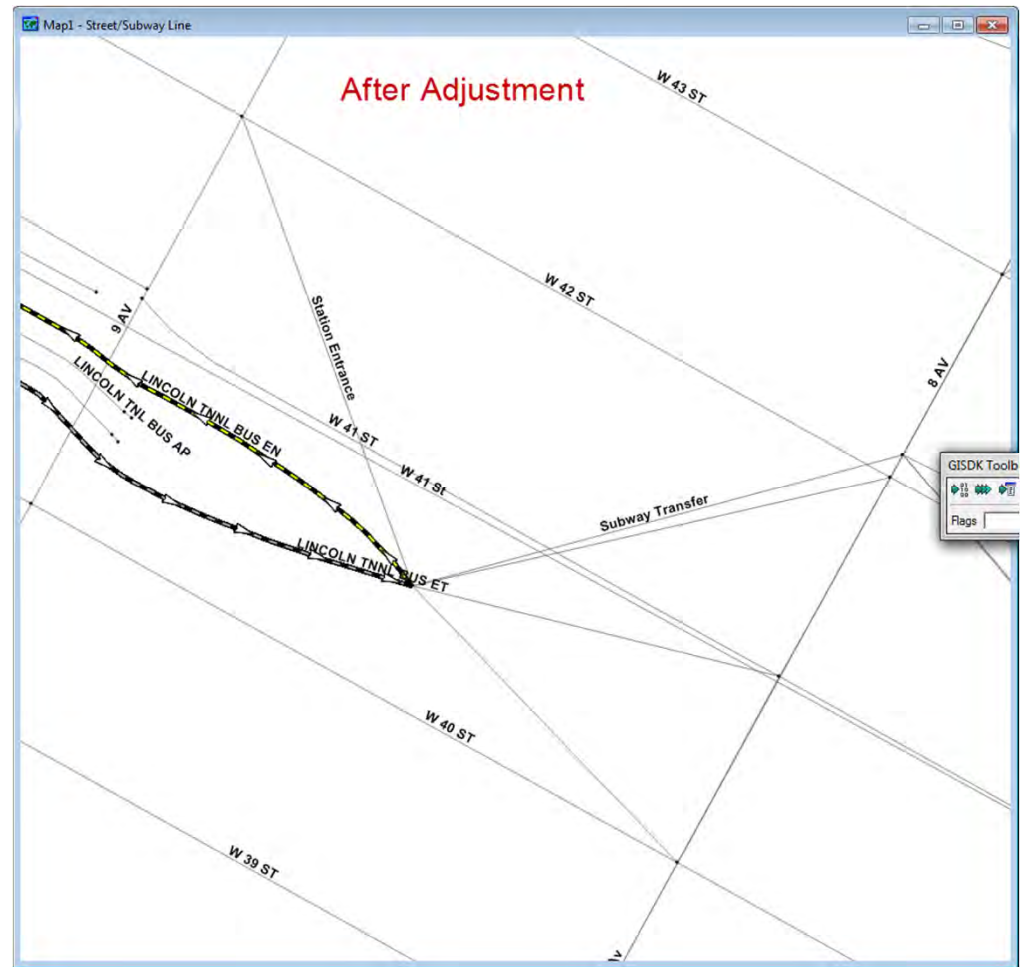 Map1 - Street/Subway Line
After Adjustment
W 43 ST
W 42 ST
9 AV
Station Entrance
8 AV
LINCOLN TNNL BUS EN
LINCOLN TNL BUS AP
W 41 ST
W 41 St
GISDK Toolb
Flags
Subway Transfer
LINCOLN TNNL BUS ET
W 40 ST
W 39 ST